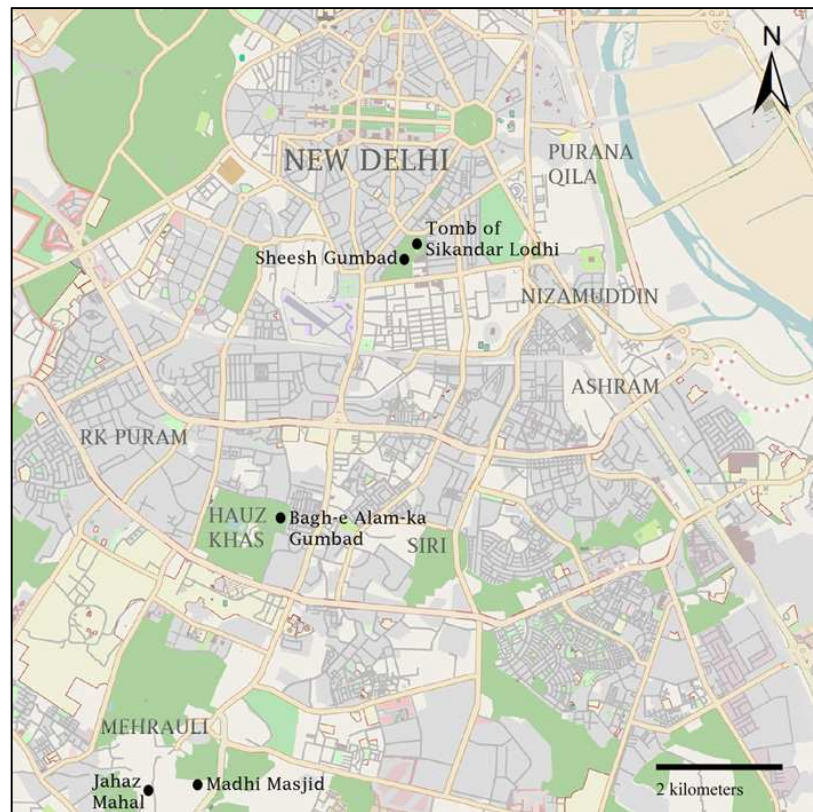 N
NEW DELHI
PURANA
QILA
Tomb of
Sikandar Lodhi
Sheesh Gumbad
NIZAMUDDIN
ASHRAM
RK PURAM
HAUZ
KHAS
Bagh-e Alam-ka
Gumbad
SIRI
MEHRAULI
Jahaz
Mahal
Madhi Masjid
2 kilometers